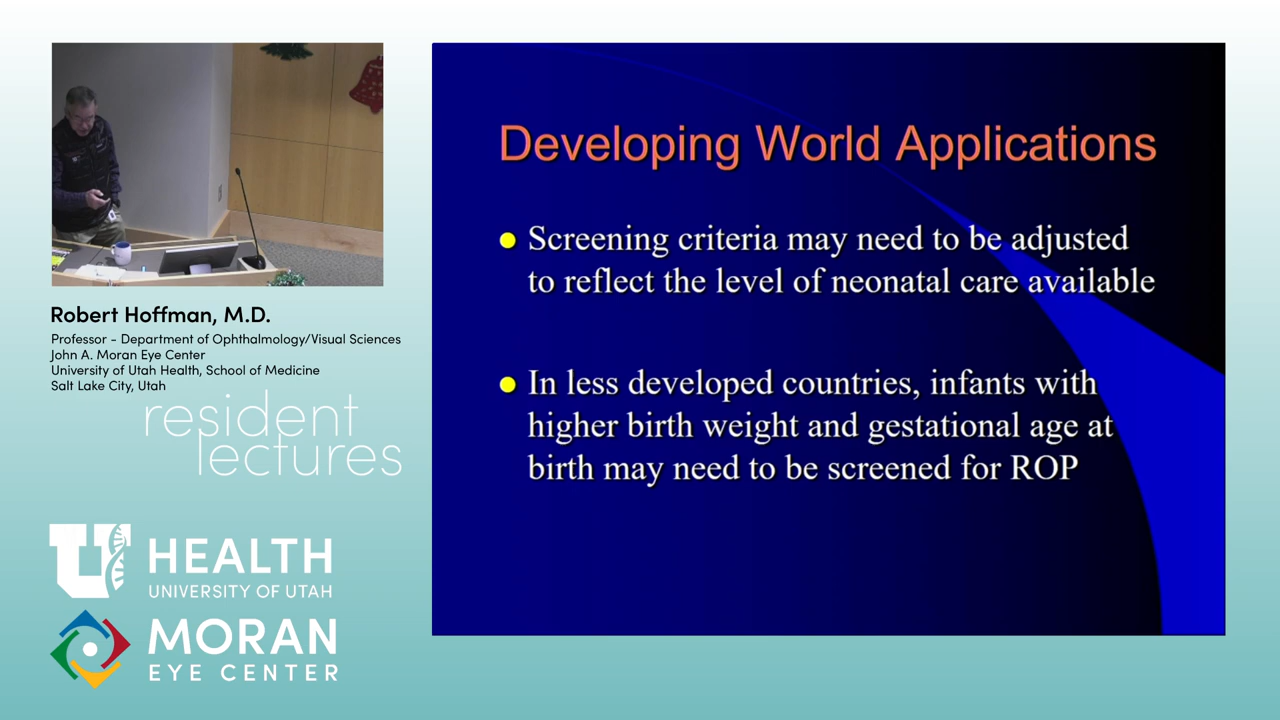 Robert Hoffman, M.D.
Professor - Department of Ophthalmology/Visual Sciences
John A. Moran Eye Center
University of Utah Health, School of Medicine
Salt Lake City, Utah
resident
lectures
U HEALTH
UNIVERSITY OF UTAH
MORAN
EYE CENTER
Developing World Applications
Screening criteria may need to be adjusted
to reflect the level of neonatal care available
In less developed countries, infants with
higher birth weight and gestational age at
birth may need to be screened for ROP